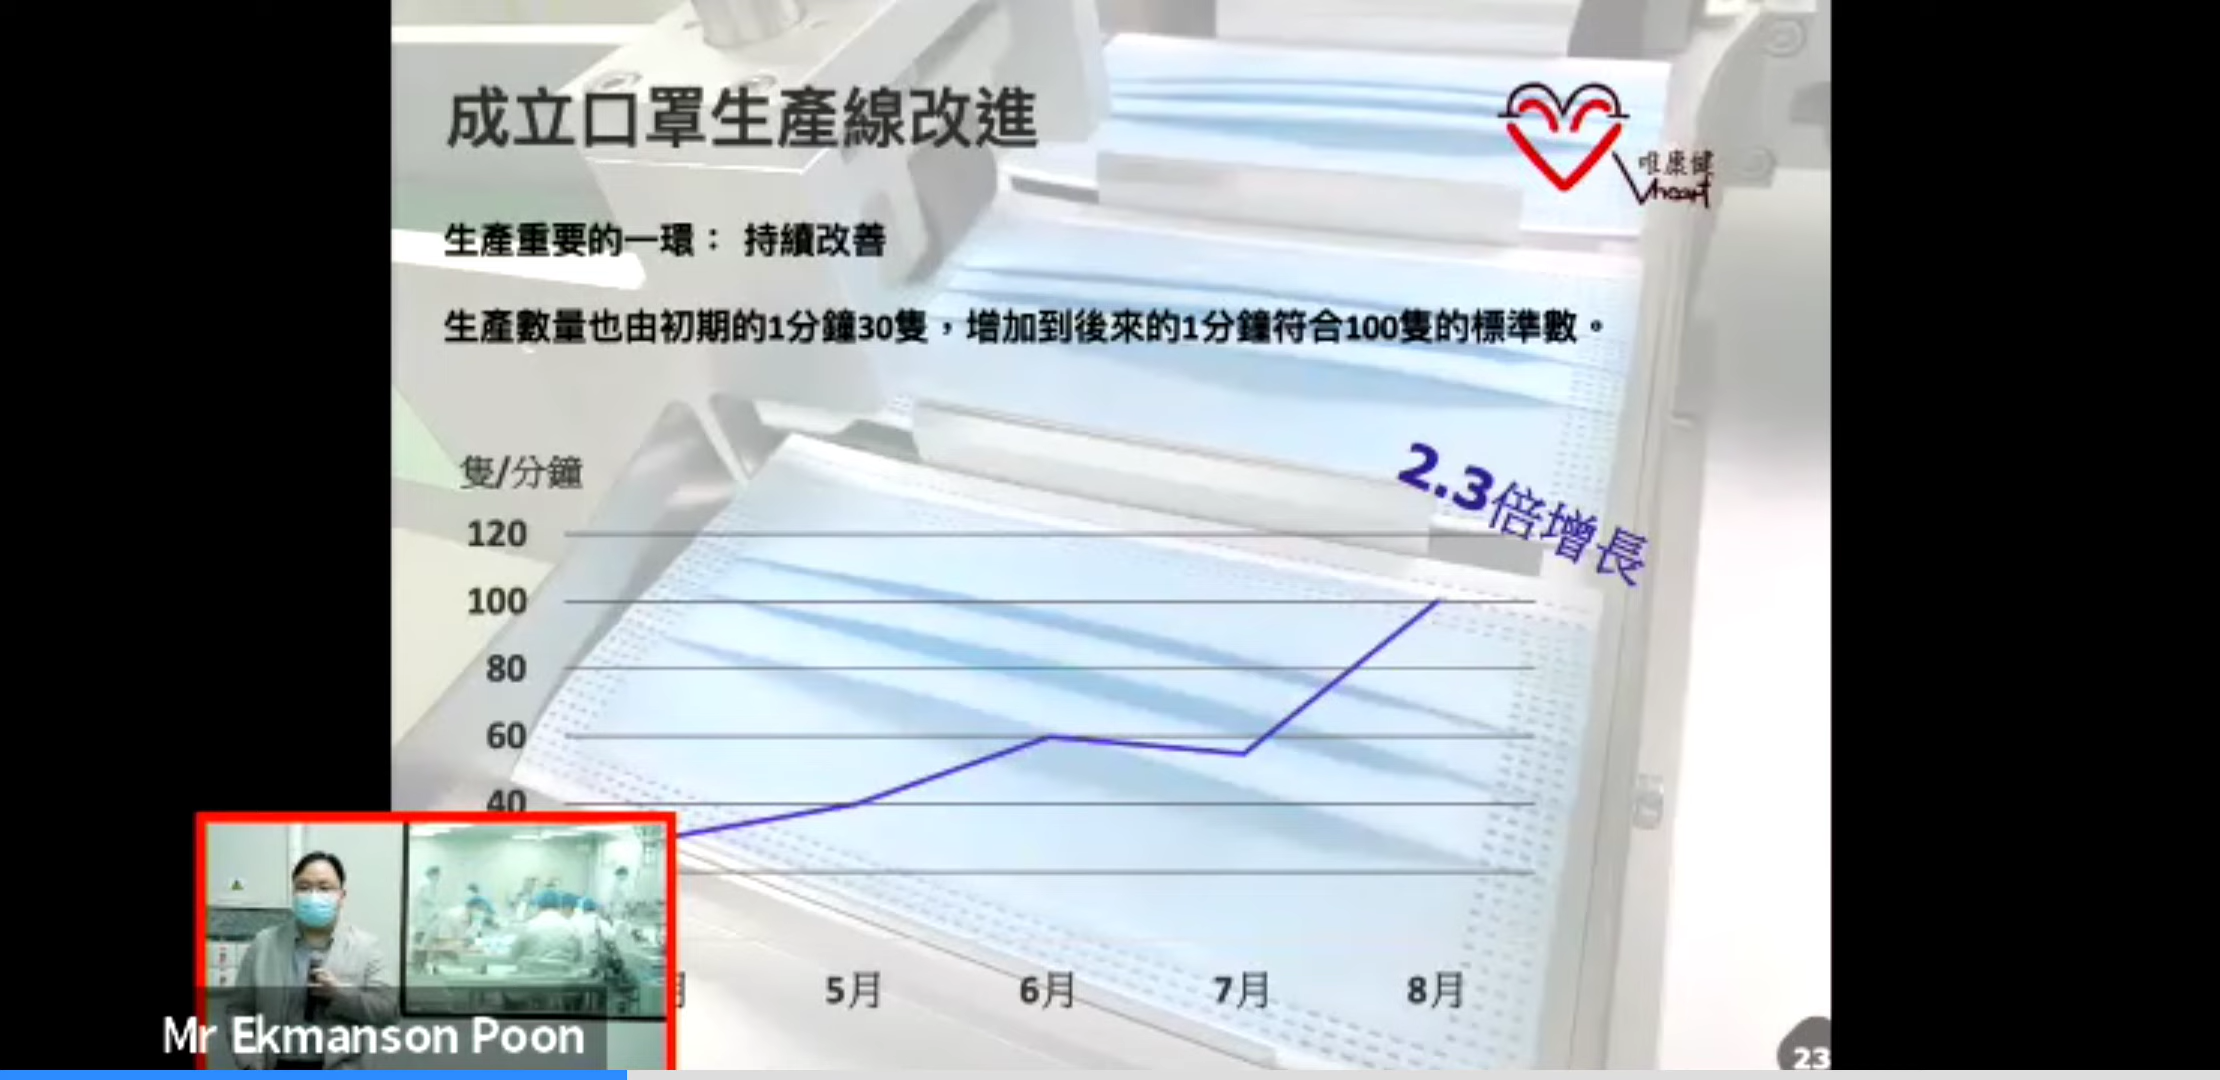 成立口罩生產線改進
唯康健
Vheart
生產重要的一環： 持續改善
生產數量也由初期的1分鐘30隻，增加到後來的1分鐘符合100隻的標準數。
隻/分鐘
2.3倍增長
120
100
80
60
40
月 5月 6月 7月 8月
Mr Ekmanson Poon
23